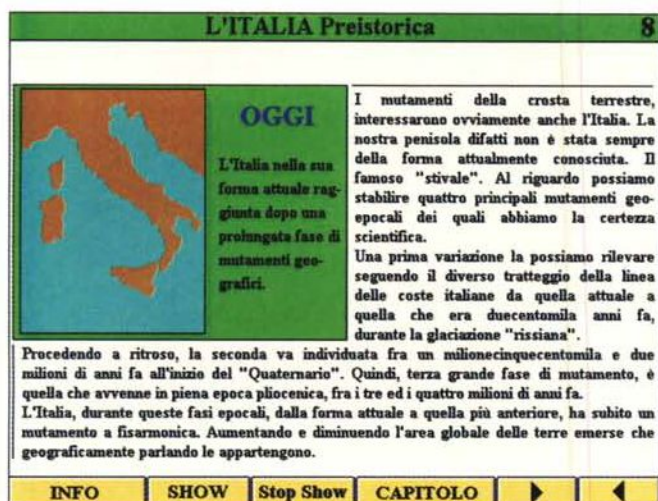 L'ITALIA Preistorica 8
OGGI
L'Italia nella sua
forma attuale rag-
giunta dopo una
prolungata fase di
mutamenti geo-
grafici.
I mutamenti della crosta terrestre,
interessarono ovviamente anche l'Italia. La
nostra penisola difatti non è stata sempre
della forma attualmente conosciuta. Il
famoso "stivale". Al riguardo possiamo
stabilire quattro principali mutamenti geo-
epocali dei quali abbiamo la certezza
scientifica.
Una prima variazione la possiamo rilevare
seguendo il diverso tratteggio della linea
delle coste italiane da quella attuale a
quella che era duecentomila anni fa,
durante la glaciazione "rissiana".
Procedendo a ritroso, la seconda va individuata fra un milionecinquecentomila e due
milioni di anni fa all'inizio del "Quaternario". Quindi, terza grande fase di mutamento, è
quella che avvenne in piena epoca pliocenica, fra i tre ed i quattro milioni di anni fa.
L'Italia, durante queste fasi epocali, dalla forma attuale a quella più anteriore, ha subito un
mutamento a fisarmonica. Aumentando e diminuendo l'area globale delle terre emerse che
geograficamente parlando le appartengono.
INFO SHOW Stop Show CAPITOLO